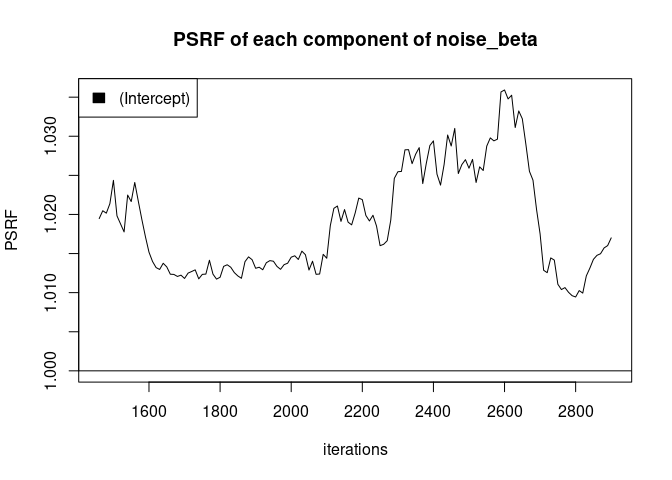 PSRF of each component of noise_beta
(Intercept)
PSRF
1.030
1.020
1.010
1.000
1600 1800 2000 2200 2400 2600 2800
iterations